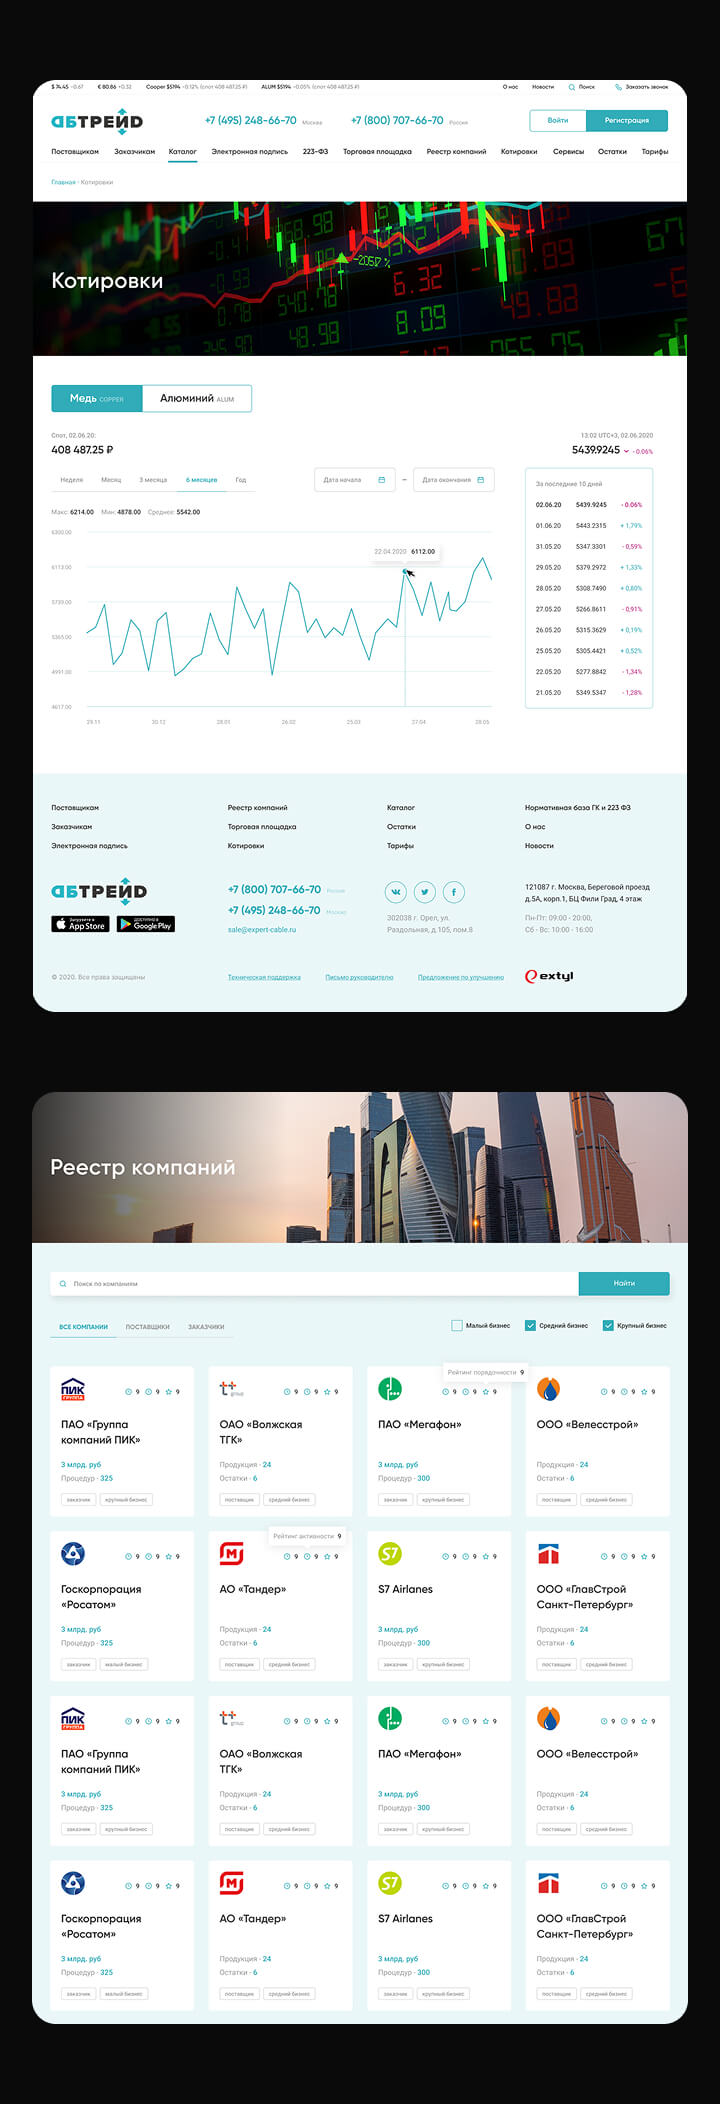 $ 74.45 -0.67 € 80.86 +0.32 Cooper $5194 -0.12% (спот 408 487.25 ₽) ALUM $5194 +0.05% (спот 408 487.25 ₽) О нас Новости Поиск Заказать звонок
АБТРЕЙД +7 (495) 248-66-70 Москва +7 (800) 707-66-70 Россия Войти Регистрация
Поставщикам Заказчикам Каталог Электронная подпись 223-ФЗ Торговая площадка Реестр компаний Котировки Сервисы Остатки Тарифы
Главная - Котировки
Котировки
-2.05.17 %
6.32
8.09
48.98
49.83
540.78
Медь COPPER Алюминий ALUM
Спот, 02.06.20: 13:02 UTC+3, 02.06.2020
408 487.25 ₽ 5439.9245 - 0.06%
Неделя Месяц 3 месяца 6 месяцев Год Дата начала – Дата окончания
Макс: 6214.00 Мин: 4878.00 Среднее: 5542.00
6300.00
22.04.2020 6112.00
6113.00
5739.00
5365.00
4991.00
4617.00
29.11 30.12 28.01 26.02 25.03 27.04 28.05
За последние 10 дней
02.06.20 5439.9245 - 0.06%
01.06.20 5443.2315 + 1,79%
31.05.20 5347.3301 - 0,59%
29.05.20 5379.2972 + 1,33%
28.05.20 5308.7490 + 0,80%
27.05.20 5266.8611 - 0,91%
26.05.20 5315.3629 + 0,19%
25.05.20 5305.4421 + 0,52%
22.05.20 5277.8842 - 1,34%
21.05.20 5349.5347 - 1,28%
Поставщикам Реестр компаний Каталог Нормативная база ГК и 223 ФЗ
Заказчикам Торговая площадка Остатки О нас
Электронная подпись Котировки Тарифы Новости
АБТРЕЙД
Загрузите в App Store
ДОСТУПНО В Google Play
+7 (800) 707-66-70 Россия
+7 (495) 248-66-70 Москва
sale@expert-cable.ru
302038 г. Орел, ул.
Раздольная, д.105, пом.8
121087 г. Москва, Береговой проезд
д.5А, корп.1, БЦ Фили Град, 4 этаж
Пн-Пт: 09:00 - 20:00,
Сб - Вс: 10:00 - 16:00
© 2020. Все права защищены Техническая поддержка Письмо руководителю Предложение по улучшению extyl
Реестр компаний
Поиск по компаниям Найти
ВСЕ КОМПАНИИ ПОСТАВЩИКИ ЗАКАЗЧИКИ Малый бизнес Средний бизнес Крупный бизнес
Рейтинг порядочности 9
ПИК ГРУППА 9 9 9 t+ group 9 9 9 9 9 9 9 9 9
ПАО «Группа компаний ПИК» ОАО «Волжская ТГК» ПАО «Мегафон» ООО «Велесстрой»
3 млрд. руб Продукция - 24 3 млрд. руб Продукция - 24
Процедур - 325 Остатки - 6 Процедур - 300 Остатки - 6
заказчик крупный бизнес поставщик средний бизнес заказчик крупный бизнес поставщик средний бизнес
Рейтинг активности 9
9 9 9 М 9 9 9 S7 9 9 9 9 9 9
Госкорпорация «Росатом» АО «Тандер» S7 Airlanes ООО «ГлавСтрой Санкт-Петербург»
3 млрд. руб Продукция - 24 3 млрд. руб Продукция - 24
Процедур - 325 Остатки - 6 Процедур - 300 Остатки - 6
заказчик малый бизнес поставщик средний бизнес заказчик крупный бизнес поставщик средний бизнес
ПИК ГРУППА 9 9 9 t+ group 9 9 9 9 9 9 9 9 9
ПАО «Группа компаний ПИК» ОАО «Волжская ТГК» ПАО «Мегафон» ООО «Велесстрой»
3 млрд. руб Продукция - 24 3 млрд. руб Продукция - 24
Процедур - 325 Остатки - 6 Процедур - 300 Остатки - 6
заказчик крупный бизнес поставщик средний бизнес заказчик крупный бизнес поставщик средний бизнес
9 9 9 М 9 9 9 S7 9 9 9 9 9 9
Госкорпорация «Росатом» АО «Тандер» S7 Airlanes ООО «ГлавСтрой Санкт-Петербург»
3 млрд. руб Продукция - 24 3 млрд. руб Продукция - 24
Процедур - 325 Остатки - 6 Процедур - 300 Остатки - 6
заказчик малый бизнес поставщик средний бизнес заказчик крупный бизнес поставщик средний бизнес